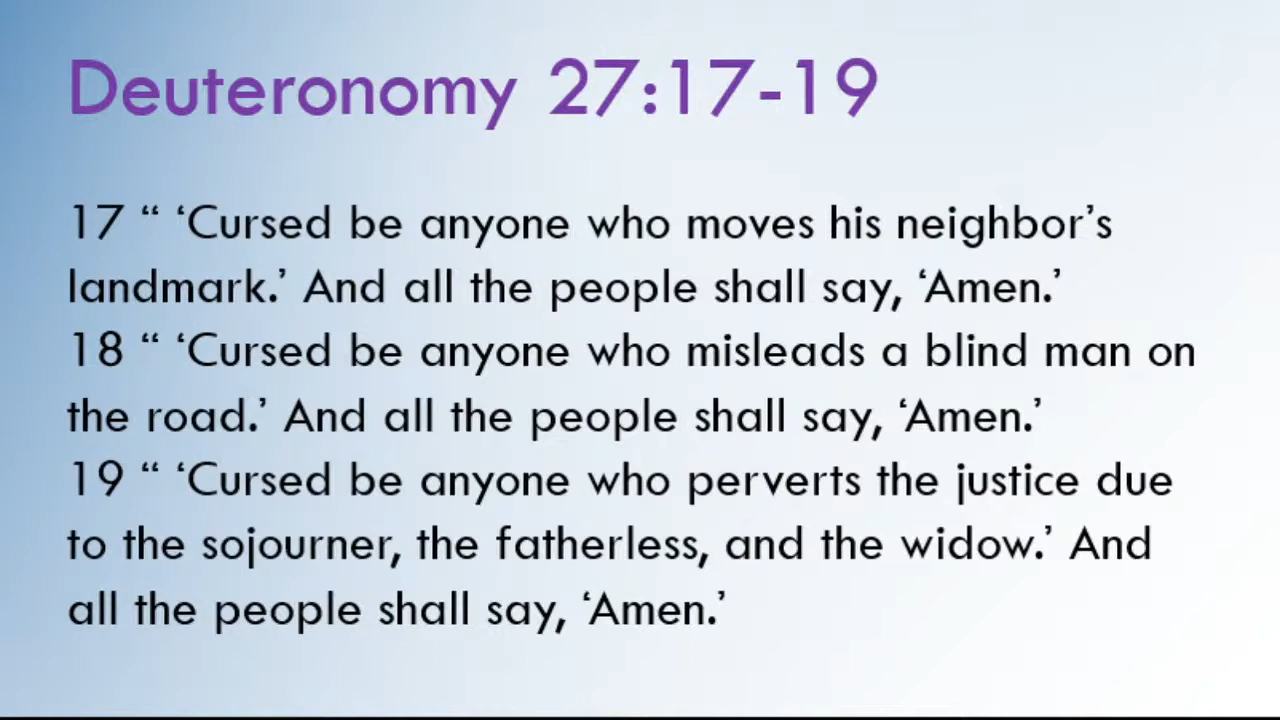 Deuteronomy 27:17-19
17 “ ‘Cursed be anyone who moves his neighbor’s
landmark.’ And all the people shall say, ‘Amen.’
18 “ ‘Cursed be anyone who misleads a blind man on
the road.’ And all the people shall say, ‘Amen.’
19 “ ‘Cursed be anyone who perverts the justice due
to the sojourner, the fatherless, and the widow.’ And
all the people shall say, ‘Amen.’